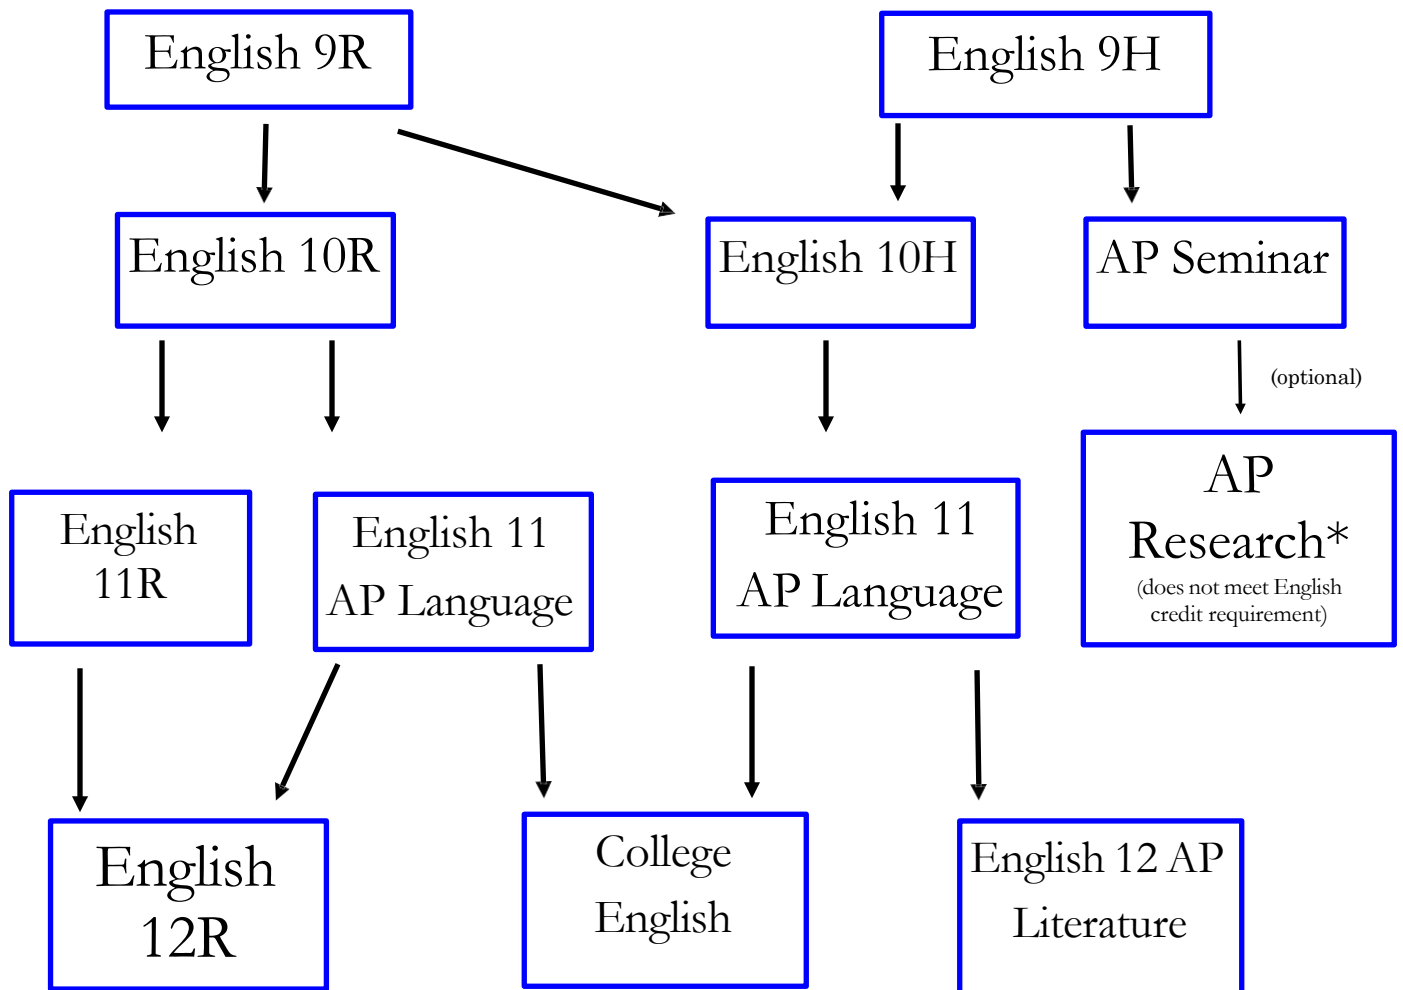 English 9R
English 9H
English 10R
English 10H
AP Seminar
(optional)
AP
Research*
(does not meet English
credit requirement)
English
11R
English 11
AP Language
English 11
AP Language
English
12R
College
English
English 12 AP
Literature